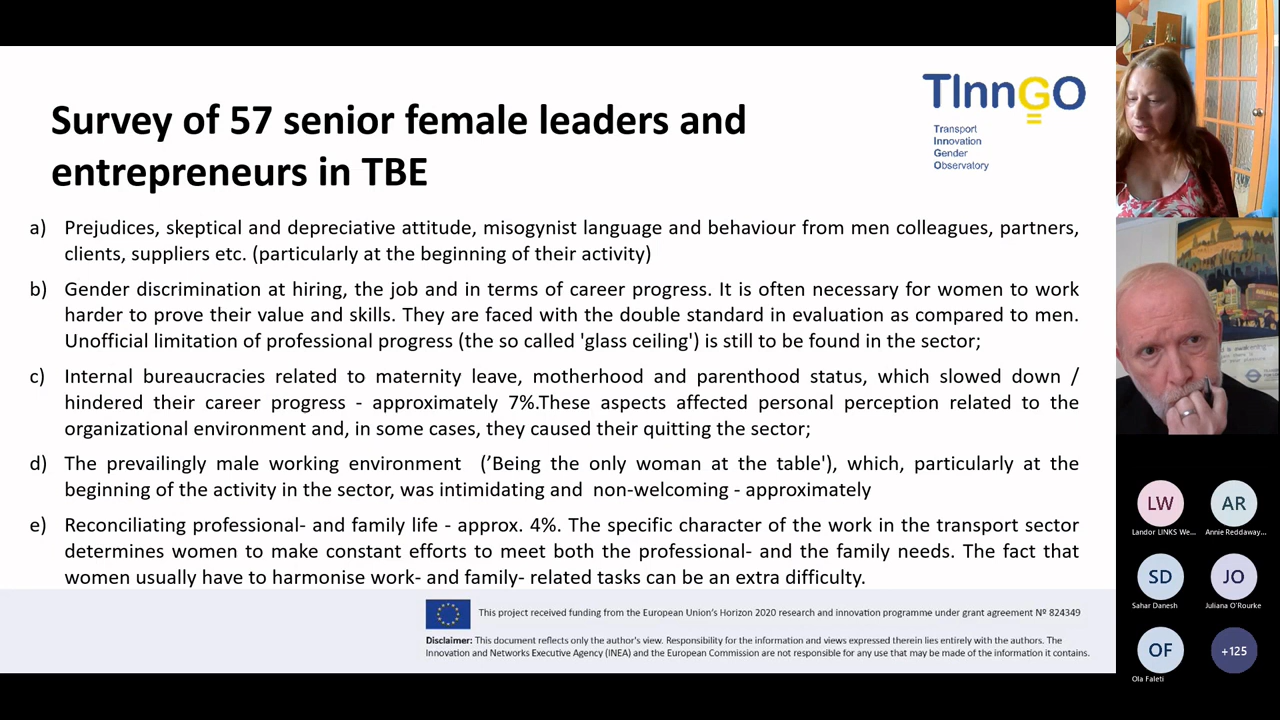 Survey of 57 senior female leaders and
entrepreneurs in TBE
TInnGO
Transport
Innovation
Gender
Observatory
a) Prejudices, skeptical and depreciative attitude, misogynist language and behaviour from men colleagues, partners,
clients, suppliers etc. (particularly at the beginning of their activity)
b) Gender discrimination at hiring, the job and in terms of career progress. It is often necessary for women to work
harder to prove their value and skills. They are faced with the double standard in evaluation as compared to men.
Unofficial limitation of professional progress (the so called 'glass ceiling') is still to be found in the sector;
c) Internal bureaucracies related to maternity leave, motherhood and parenthood status, which slowed down /
hindered their career progress - approximately 7%.These aspects affected personal perception related to the
organizational environment and, in some cases, they caused their quitting the sector;
d) The prevailingly male working environment ('Being the only woman at the table'), which, particularly at the
beginning of the activity in the sector, was intimidating and non-welcoming - approximately
e) Reconciliating professional- and family life - approx. 4%. The specific character of the work in the transport sector
determines women to make constant efforts to meet both the professional- and the family needs. The fact that
women usually have to harmonise work- and family- related tasks can be an extra difficulty.
This project received funding from the European Union's Horizon 2020 research and innovation programme under grant agreement Nº 824349
Disclaimer: This document reflects only the author's view. Responsibility for the information and views expressed therein lies entirely with the authors. The
Innovation and Networks Executive Agency (INEA) and the European Commission are not responsible for any use that may be made of the information it contains.
LW
Landor LINKS We...
AR
Annie Reddaway...
SD
Sahar Danesh
JO
Juliana O'Rourke
OF
Ola Faleti
+125